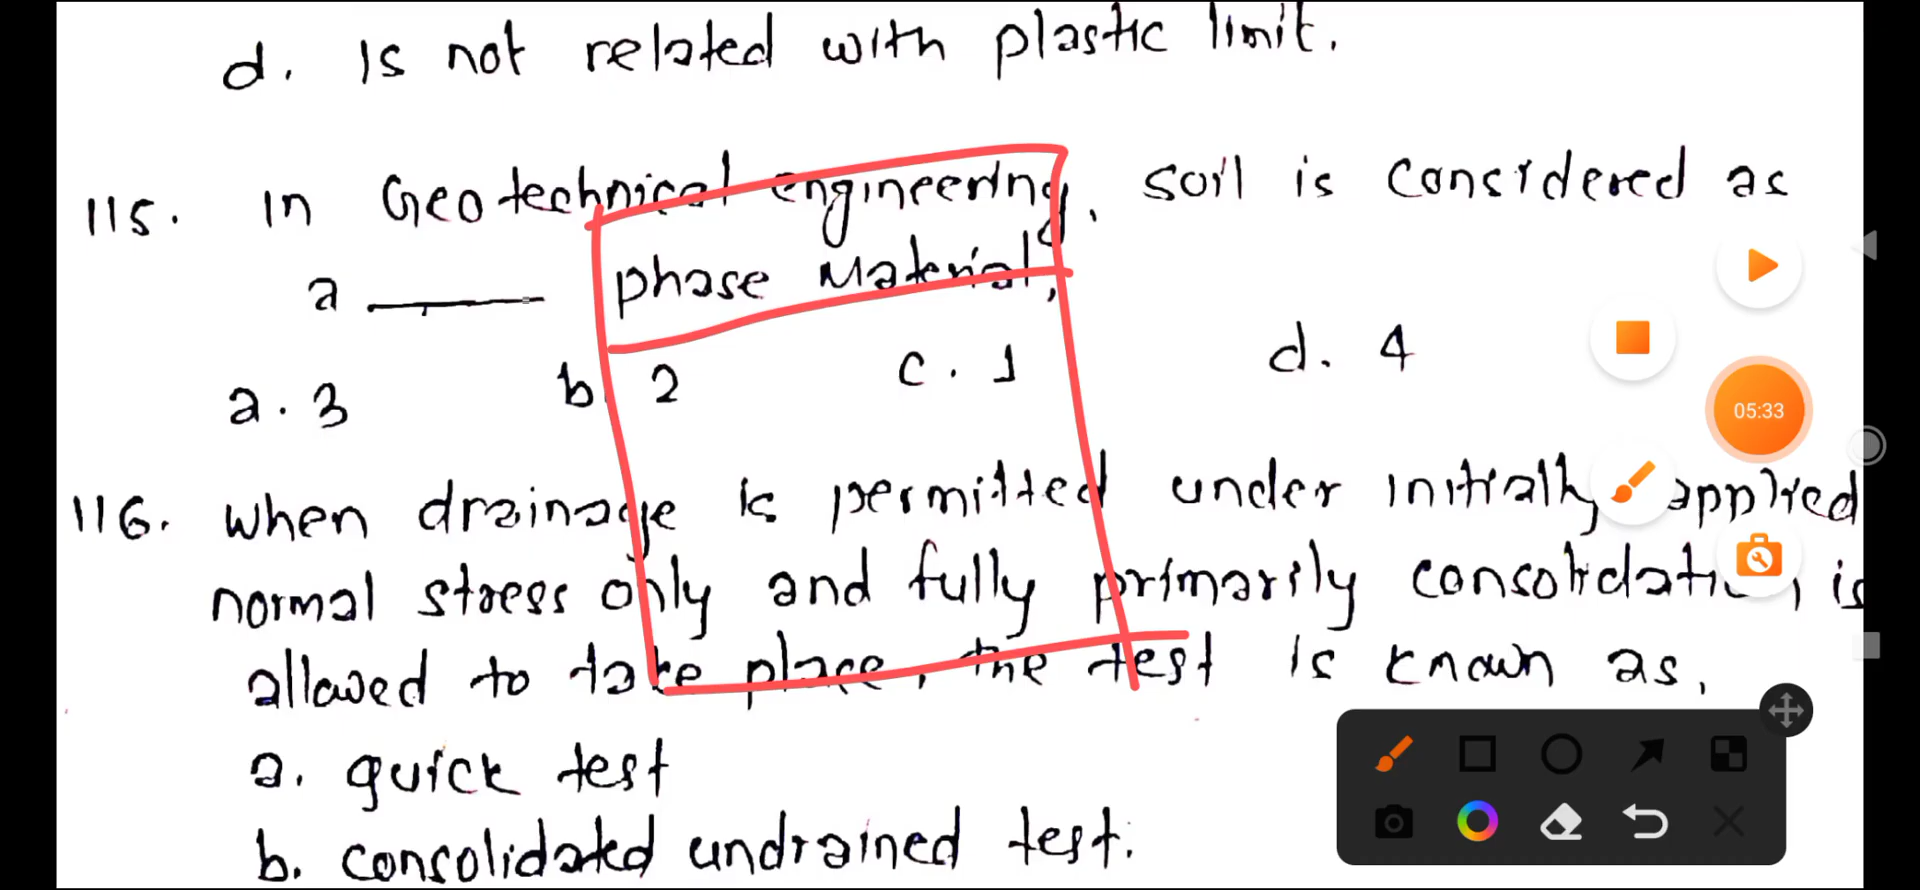 d. Is not related with plastic limit.
115. In Geotechnical engineering, soil is considered as
a ______ phase Material,
a. 3 b. 2 c. 1 d. 4
116. when drainage is permitted under initially applied
normal stress only and fully primarily consolidation is
allowed to take place, the test is known as,
a. quick test
b. consolidated undrained test.
05:33